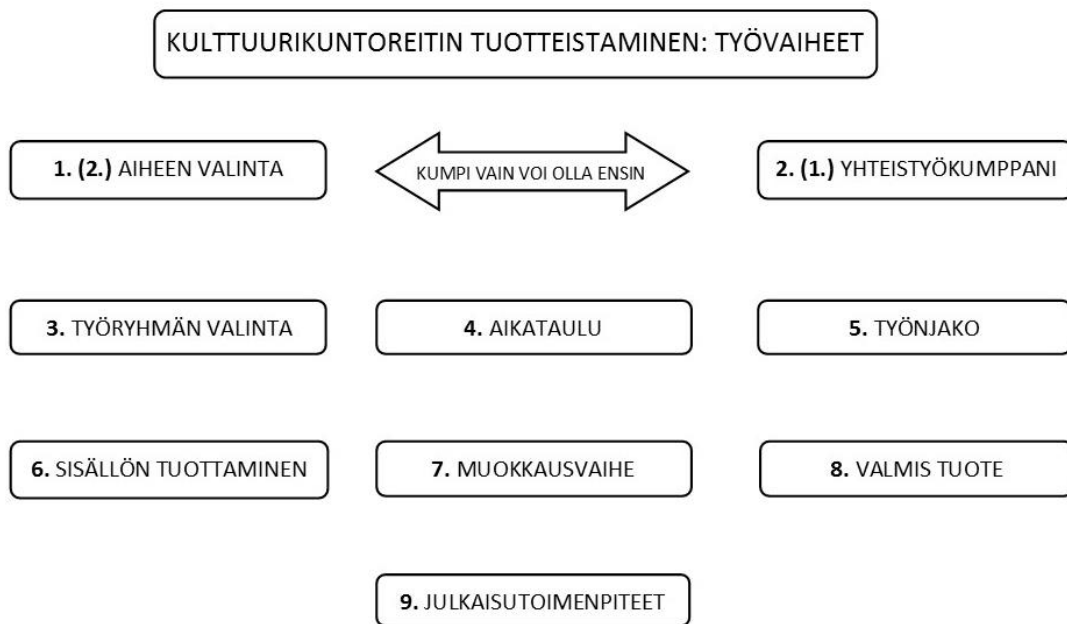 KULTTUURIKUNTOREITIN TUOTTEISTAMINEN: TYÖVAIHEET
1. (2.) AIHEEN VALINTA
KUMPI VAIN VOI OLLA ENSIN
2. (1.) YHTEISTYÖKUMPPANI
3. TYÖRYHMÄN VALINTA
4. AIKATAULU
5. TYÖNJAKO
6. SISÄLLÖN TUOTTAMINEN
7. MUOKKAUSVAIHE
8. VALMIS TUOTE
9. JULKAISUTOIMENPITEET